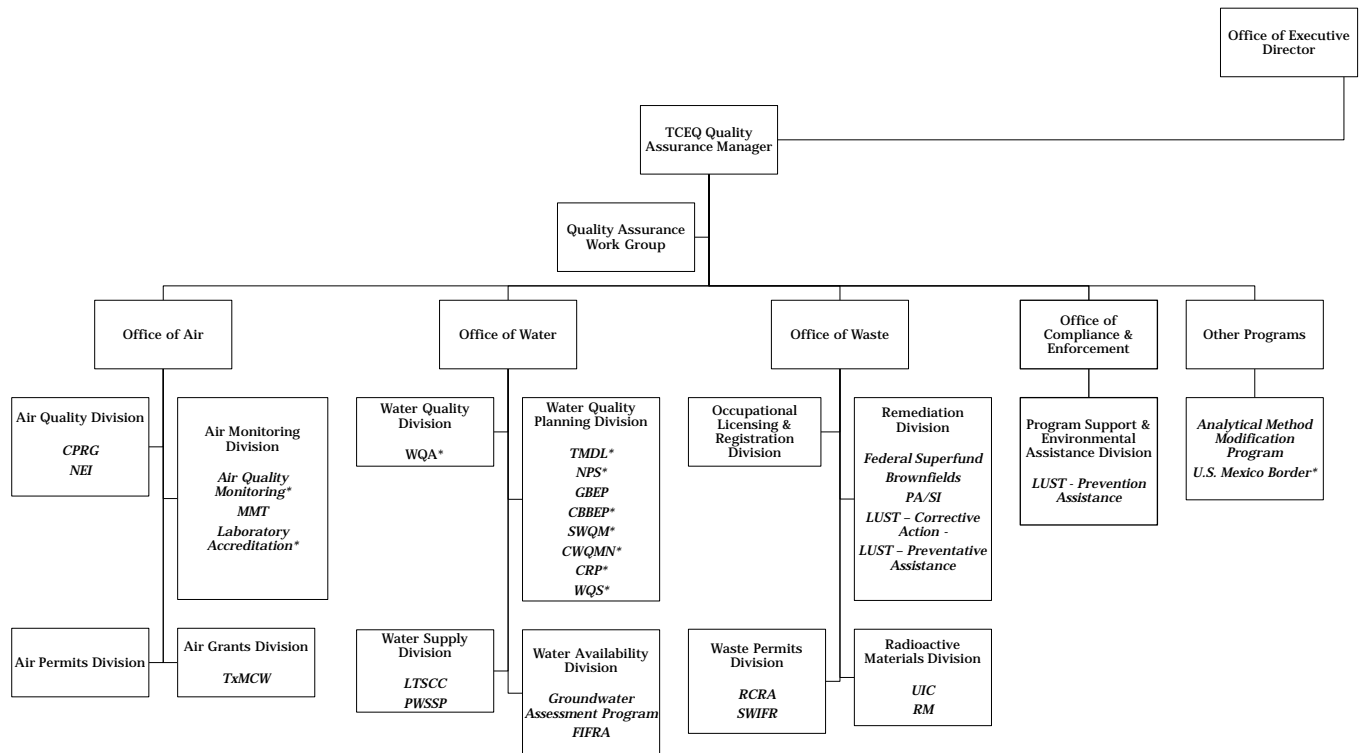 Office of Executive
Director
TCEQ Quality
Assurance Manager
Quality Assurance
Work Group
Office of Air
Office of Water
Office of Waste
Office of
Compliance &
Enforcement
Other Programs
Air Quality Division
CPRG
NEI
Air Monitoring
Division
Air Quality
Monitoring*
MMT
Laboratory
Accreditation*
Water Quality
Division
WQA*
Water Quality
Planning Division
TMDL*
NPS*
GBEP
CBBEP*
SWQM*
CWQMN*
CRP*
WQS*
Occupational
Licensing &
Registration
Division
Remediation
Division
Federal Superfund
Brownfields
PA/SI
LUST – Corrective
Action -
LUST – Preventative
Assistance
Program Support &
Environmental
Assistance Division
LUST - Prevention
Assistance
Analytical Method
Modification
Program
U.S. Mexico Border*
Air Permits Division
Air Grants Division
TxMCW
Water Supply
Division
LTSCC
PWSSP
Water Availability
Division
Groundwater
Assessment Program
FIFRA
Waste Permits
Division
RCRA
SWIFR
Radioactive
Materials Division
UIC
RM